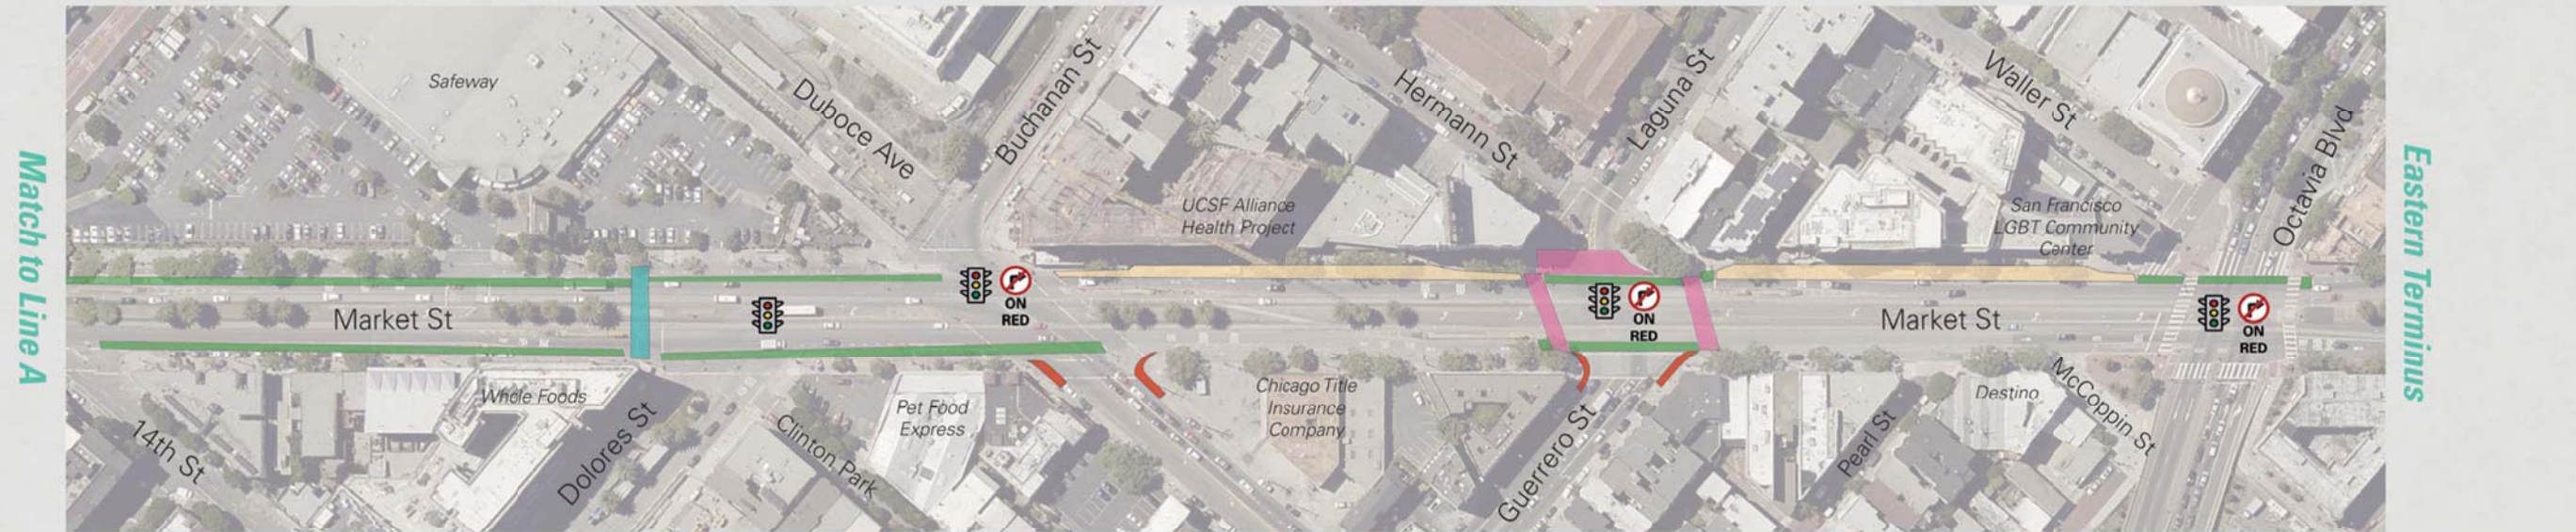 Match to Line A
Safeway
Duboce Ave
Buchanan St
Hermann St
Laguna St
Waller St
Octavia Blvd
Eastern Terminus
UCSF Alliance
Health Project
San Francisco
LGBT Community
Center
ON
RED
ON
RED
ON
RED
Market St
Market St
14th St
Whole Foods
Dolores St
Clinton Park
Pet Food
Express
Chicago Title
Insurance
Company
Guerrero St
Pearl St
Destino
McCoppin St